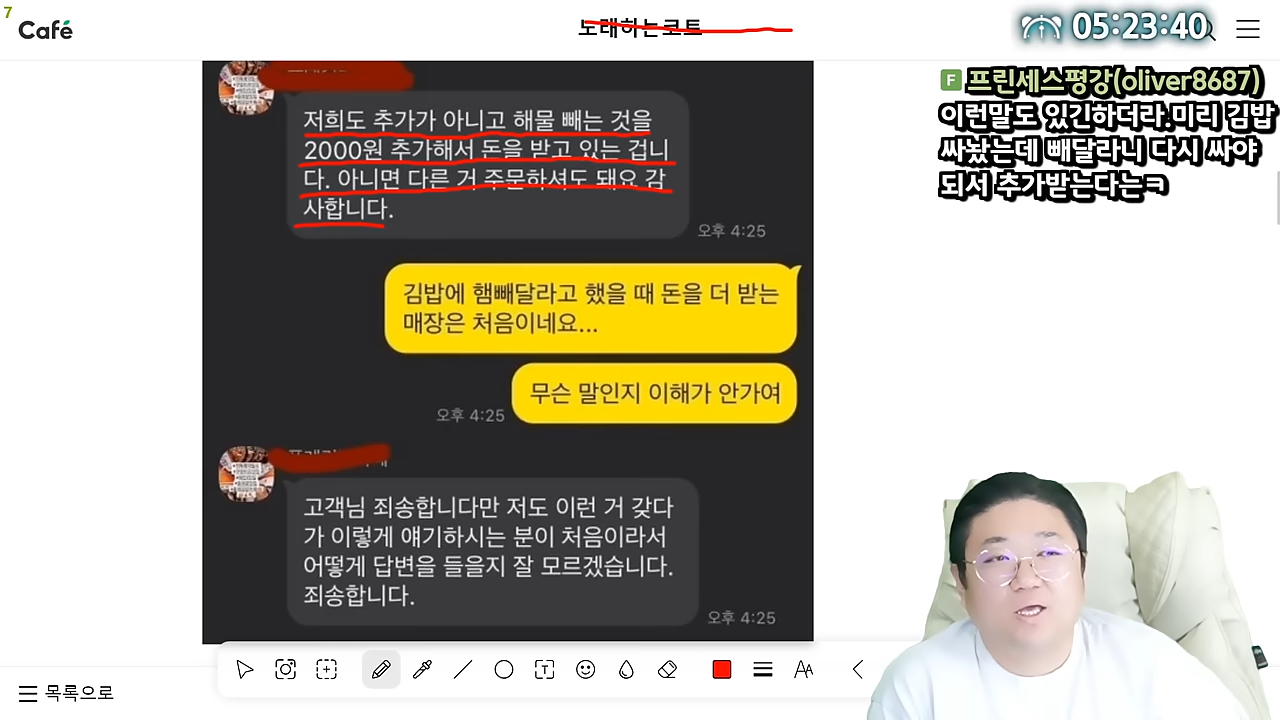 7
Café
노래하는코트
05:23:40
F 프린세스평강(oliver8687)
이런말도 있긴하더라.미리 김밥
싸놨는데 빼달라니 다시 싸야
되서 추가받는다는ㅋ
저희도 추가가 아니고 해물 빼는 것을
2000원 추가해서 돈을 받고 있는 겁니
다. 아니면 다른 거 주문하셔도 돼요 감
사합니다.
오후 4:25
김밥에 햄빼달라고 했을 때 돈을 더 받는
매장은 처음이네요...
무슨 말인지 이해가 안가여
오후 4:25
고객님 죄송합니다만 저도 이런 거 갖다
가 이렇게 얘기하시는 분이 처음이라서
어떻게 답변을 들을지 잘 모르겠습니다.
죄송합니다.
오후 4:25
T AA
목록으로